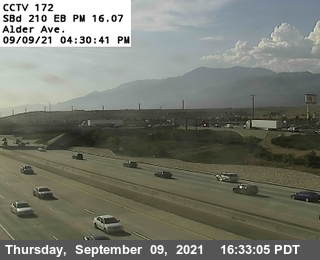 CCTV 172
SBd 210 EB PM 16.07
Alder Ave.
09/09/21 04:30:41 PM
Thursday, September 09, 2021 16:33:05 PDT